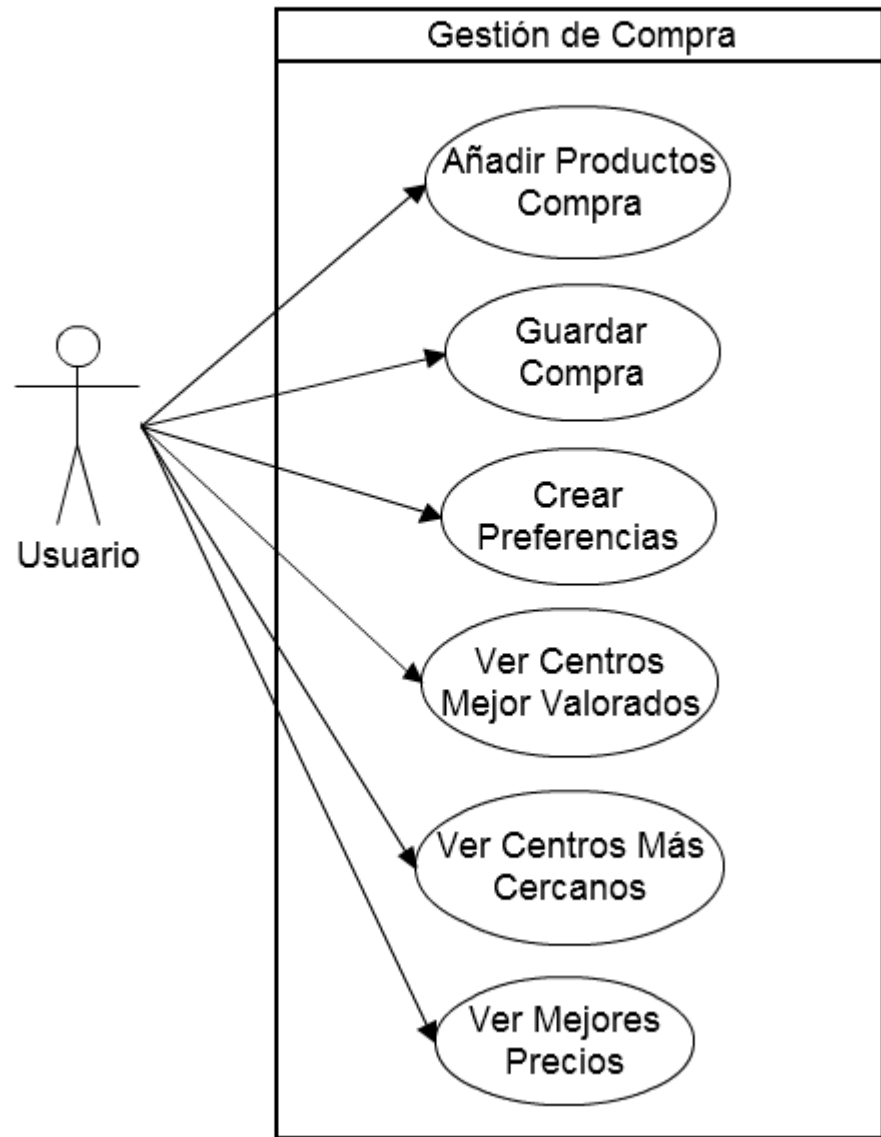 Gestión de Compra
Añadir Productos
Compra
Guardar
Compra
Crear
Preferencias
Usuario
Ver Centros
Mejor Valorados
Ver Centros Más
Cercanos
Ver Mejores
Precios